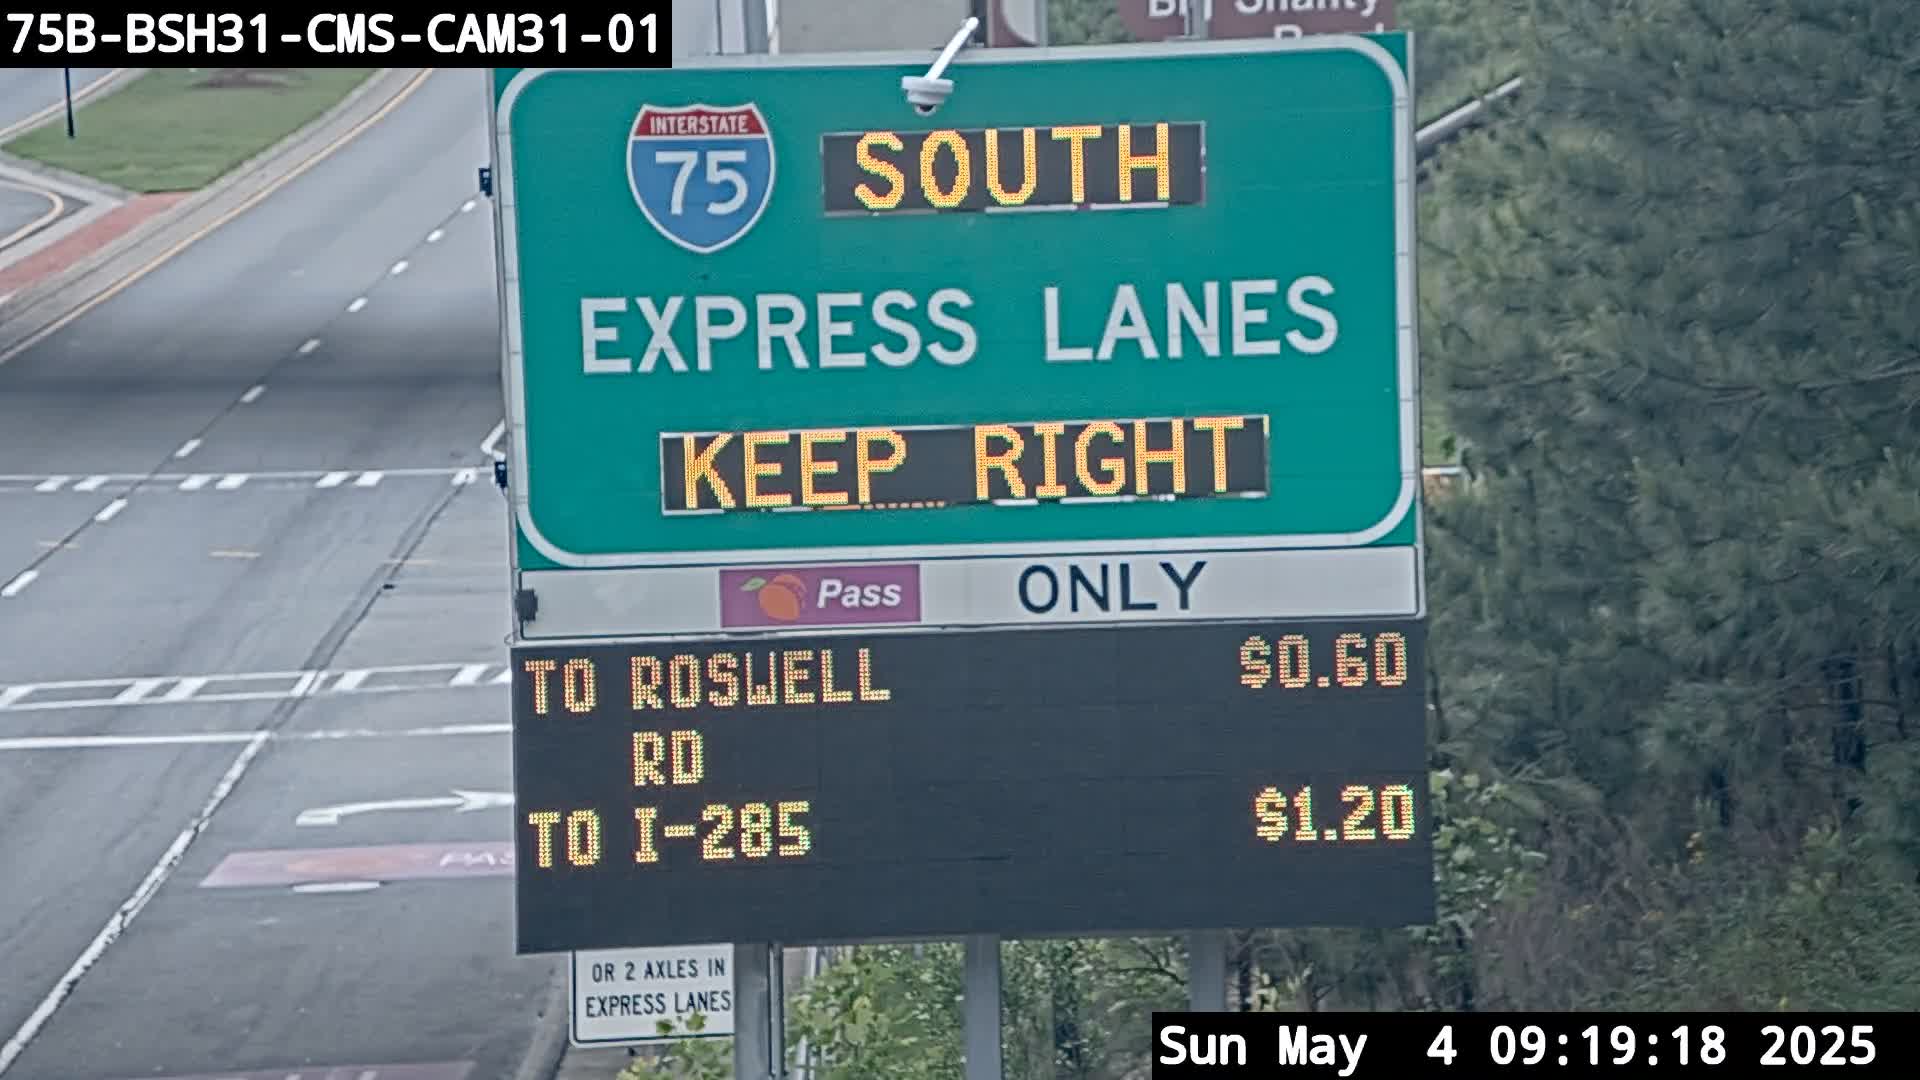 75B-BSH31-CMS-CAM31-01
Shanty
INTERSTATE
75
SOUTH
EXPRESS LANES
KEEP RIGHT
Pass ONLY
TO ROSWELL $0.60
RD
TO I-285 $1.20
OR 2 AXLES IN
EXPRESS LANES
Sun May 4 09:19:18 2025